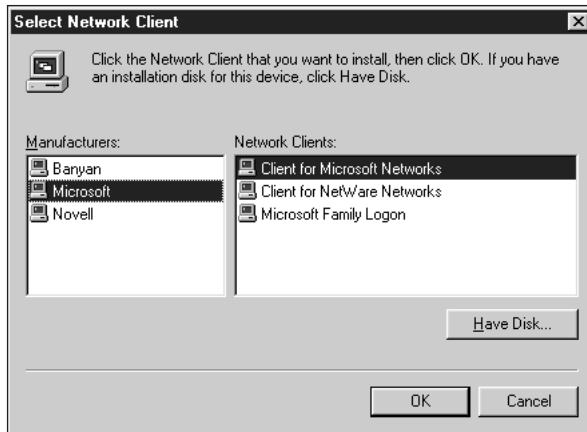 Select Network Client
Click the Network Client that you want to install, then click OK. If you have
an installation disk for this device, click Have Disk.
Manufacturers:
Banyan
Microsoft
Novell
Network Clients:
Client for Microsoft Networks
Client for NetWare Networks
Microsoft Family Logon
Have Disk...
OK
Cancel